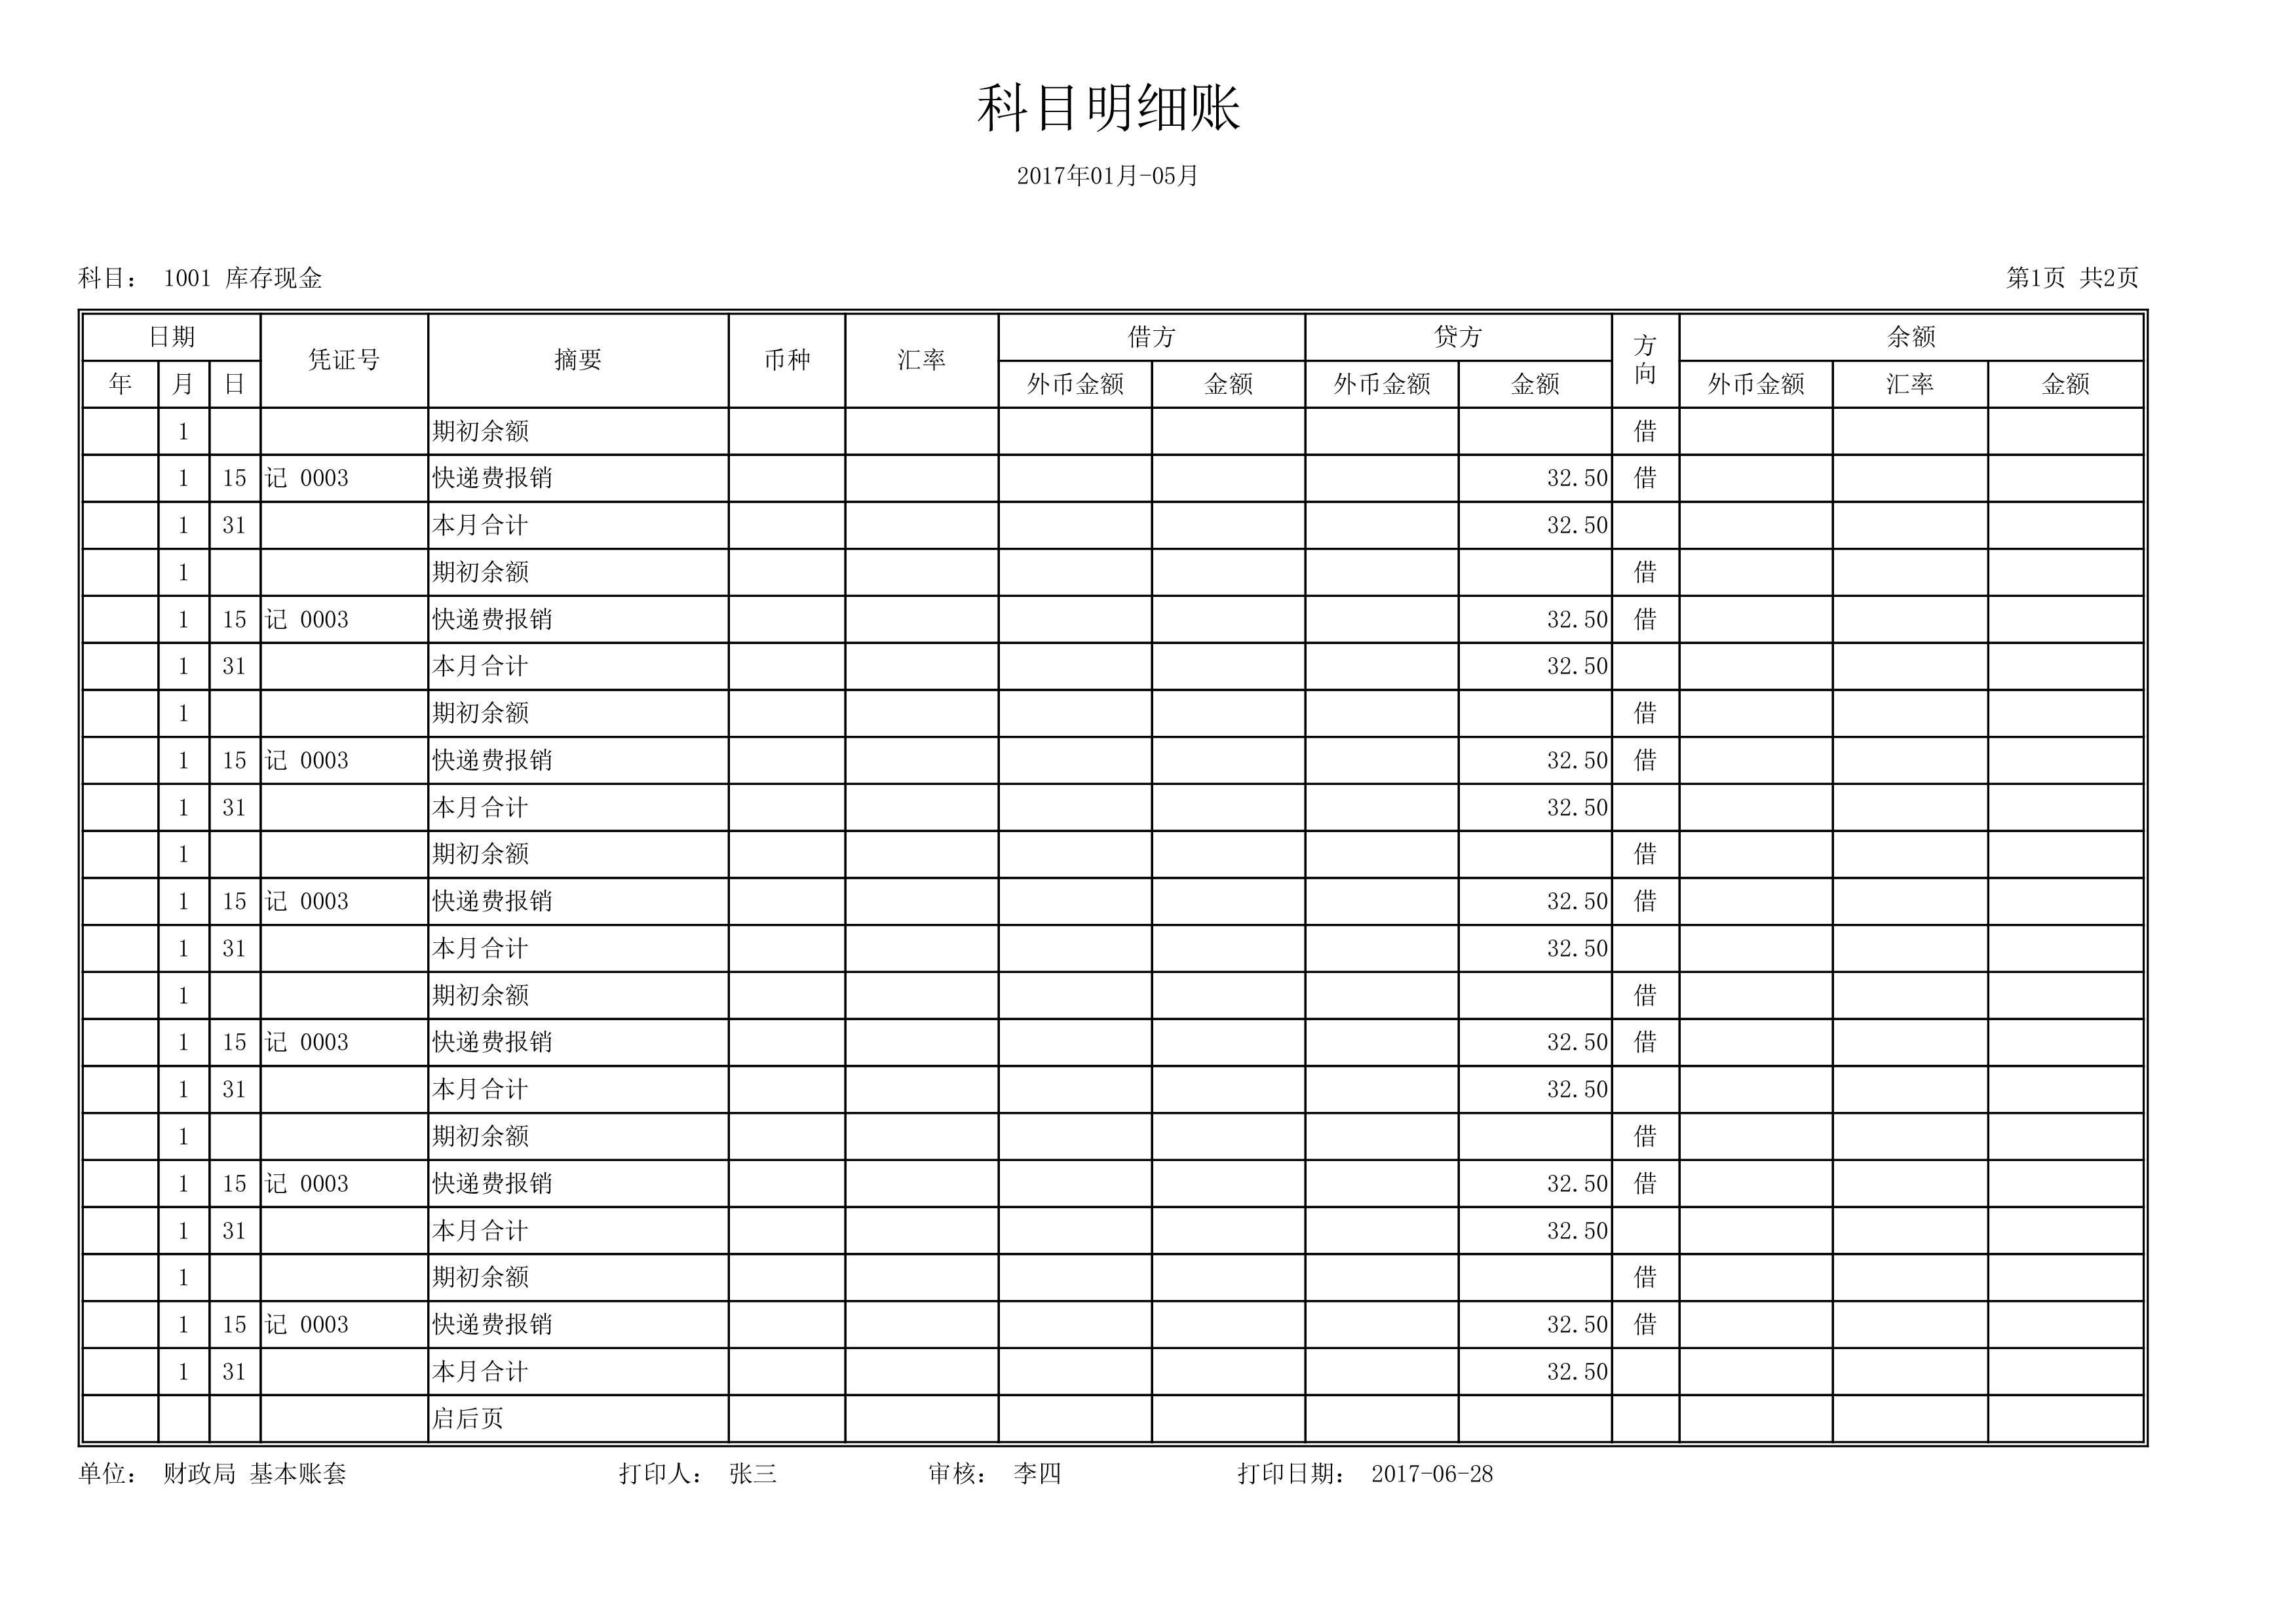 科目明细账
2017年01月-05月
科目： 1001 库存现金 第1页 共2页
日期 凭证号 摘要 币种 汇率 借方 贷方 方向 余额
年 月 日 外币金额 金额 外币金额 金额 外币金额 汇率 金额
1 期初余额 借
1 15 记 0003 快递费报销 32.50 借
1 31 本月合计 32.50
1 期初余额 借
1 15 记 0003 快递费报销 32.50 借
1 31 本月合计 32.50
1 期初余额 借
1 15 记 0003 快递费报销 32.50 借
1 31 本月合计 32.50
1 期初余额 借
1 15 记 0003 快递费报销 32.50 借
1 31 本月合计 32.50
1 期初余额 借
1 15 记 0003 快递费报销 32.50 借
1 31 本月合计 32.50
1 期初余额 借
1 15 记 0003 快递费报销 32.50 借
1 31 本月合计 32.50
1 期初余额 借
1 15 记 0003 快递费报销 32.50 借
1 31 本月合计 32.50
启后页
单位： 财政局 基本账套 打印人： 张三 审核： 李四 打印日期： 2017-06-28